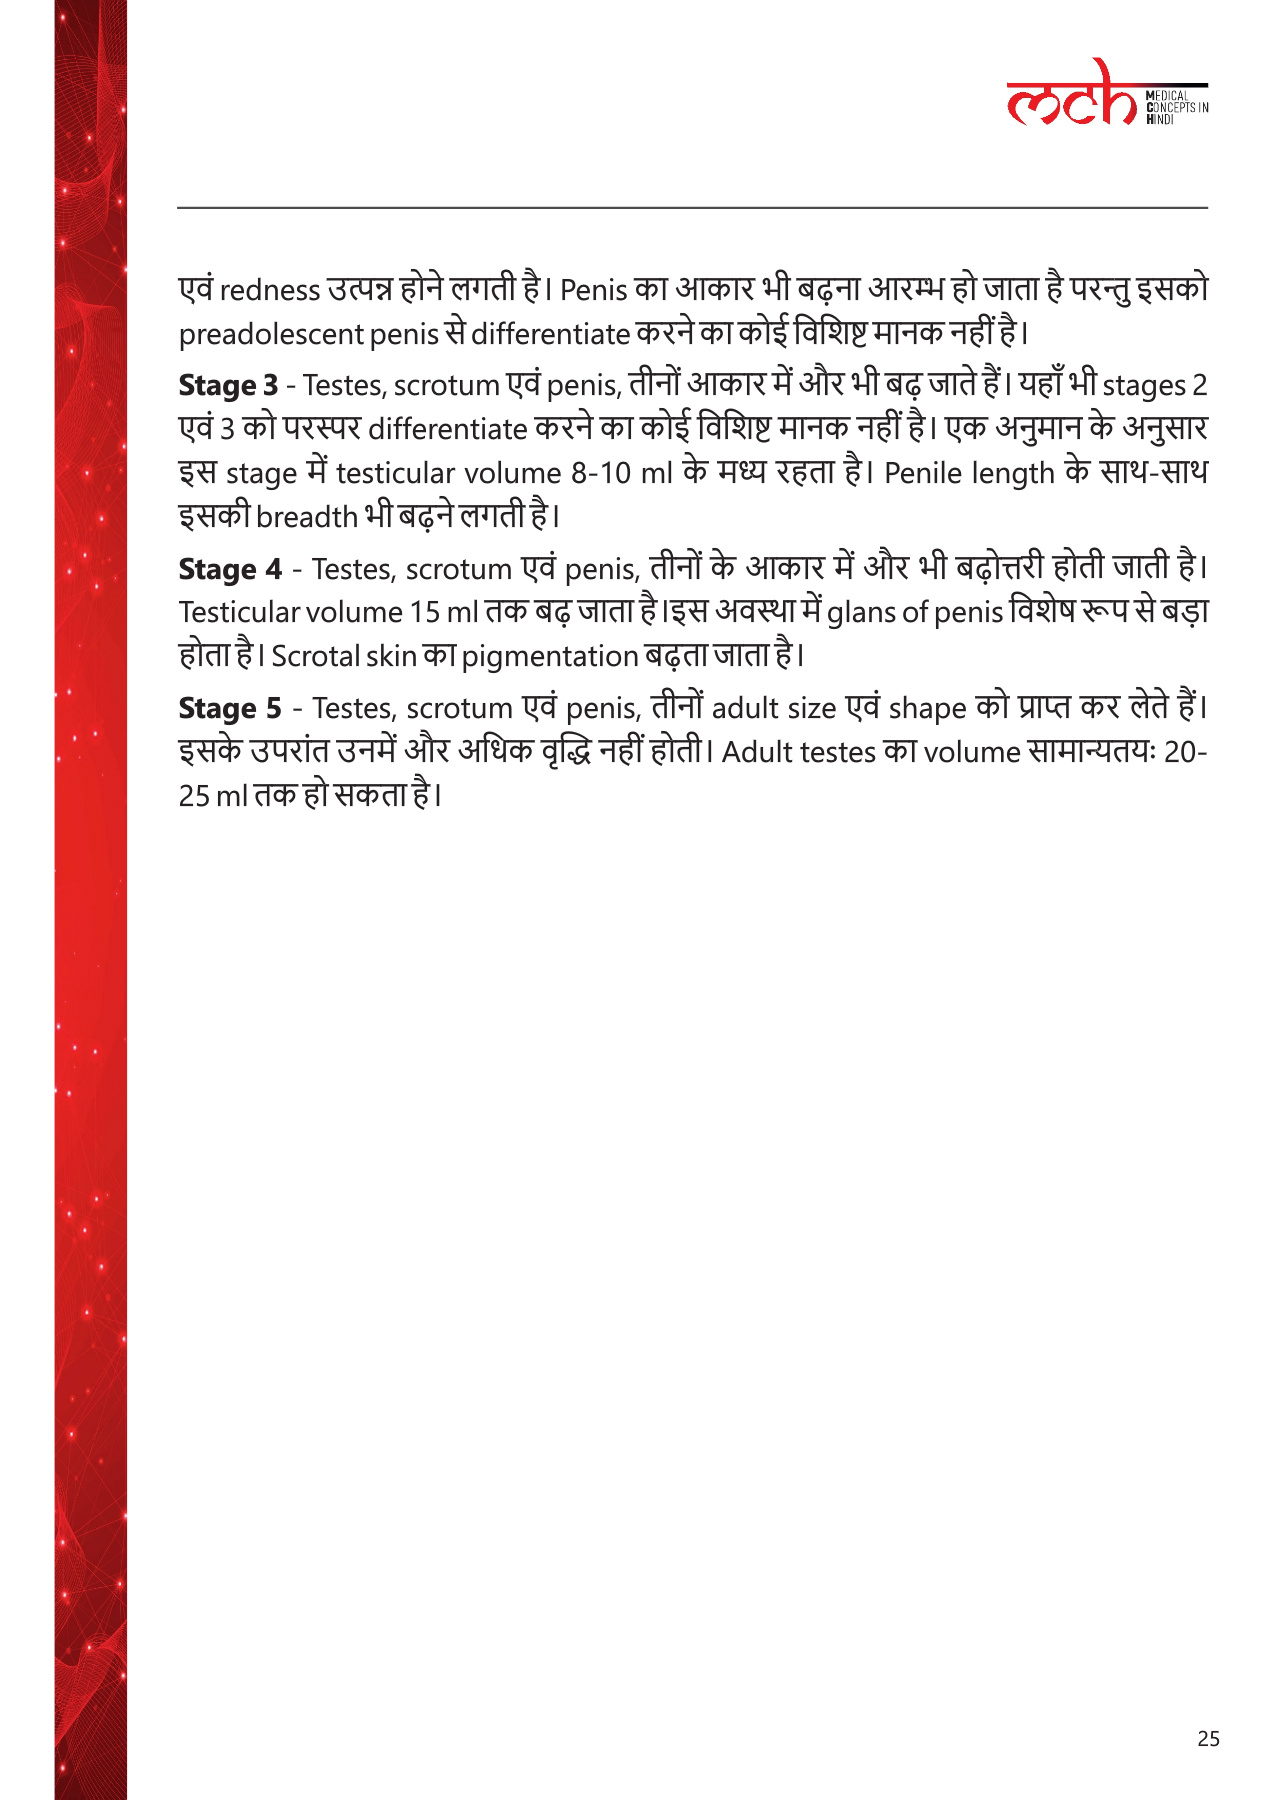 mch
MEDICAL
CONCEPTS IN
HINDI
एवं redness उत्पन्न होने लगती है। Penis का आकार भी बढ़ना आरम्भ हो जाता है परन्तु इसको
preadolescent penis से differentiate करने का कोई विशिष्ट मानक नहीं है।
Stage 3 - Testes, scrotum एवं penis, तीनों आकार में और भी बढ़ जाते हैं। यहाँ भी stages 2
एवं 3 को परस्पर differentiate करने का कोई विशिष्ट मानक नहीं है। एक अनुमान के अनुसार
इस stage में testicular volume 8-10 ml के मध्य रहता है। Penile length के साथ-साथ
इसकी breadth भी बढ़ने लगती है।
Stage 4 - Testes, scrotum एवं penis, तीनों के आकार में और भी बढ़ोत्तरी होती जाती है।
Testicular volume 15 ml तक बढ़ जाता है।इस अवस्था में glans of penis विशेष रूप से बड़ा
होता है। Scrotal skin का pigmentation बढ़ता जाता है।
Stage 5 - Testes, scrotum एवं penis, तीनों adult size एवं shape को प्राप्त कर लेते हैं।
इसके उपरांत उनमें और अधिक वृद्धि नहीं होती। Adult testes का volume सामान्यतयः 20-
25 ml तक हो सकता है।
25